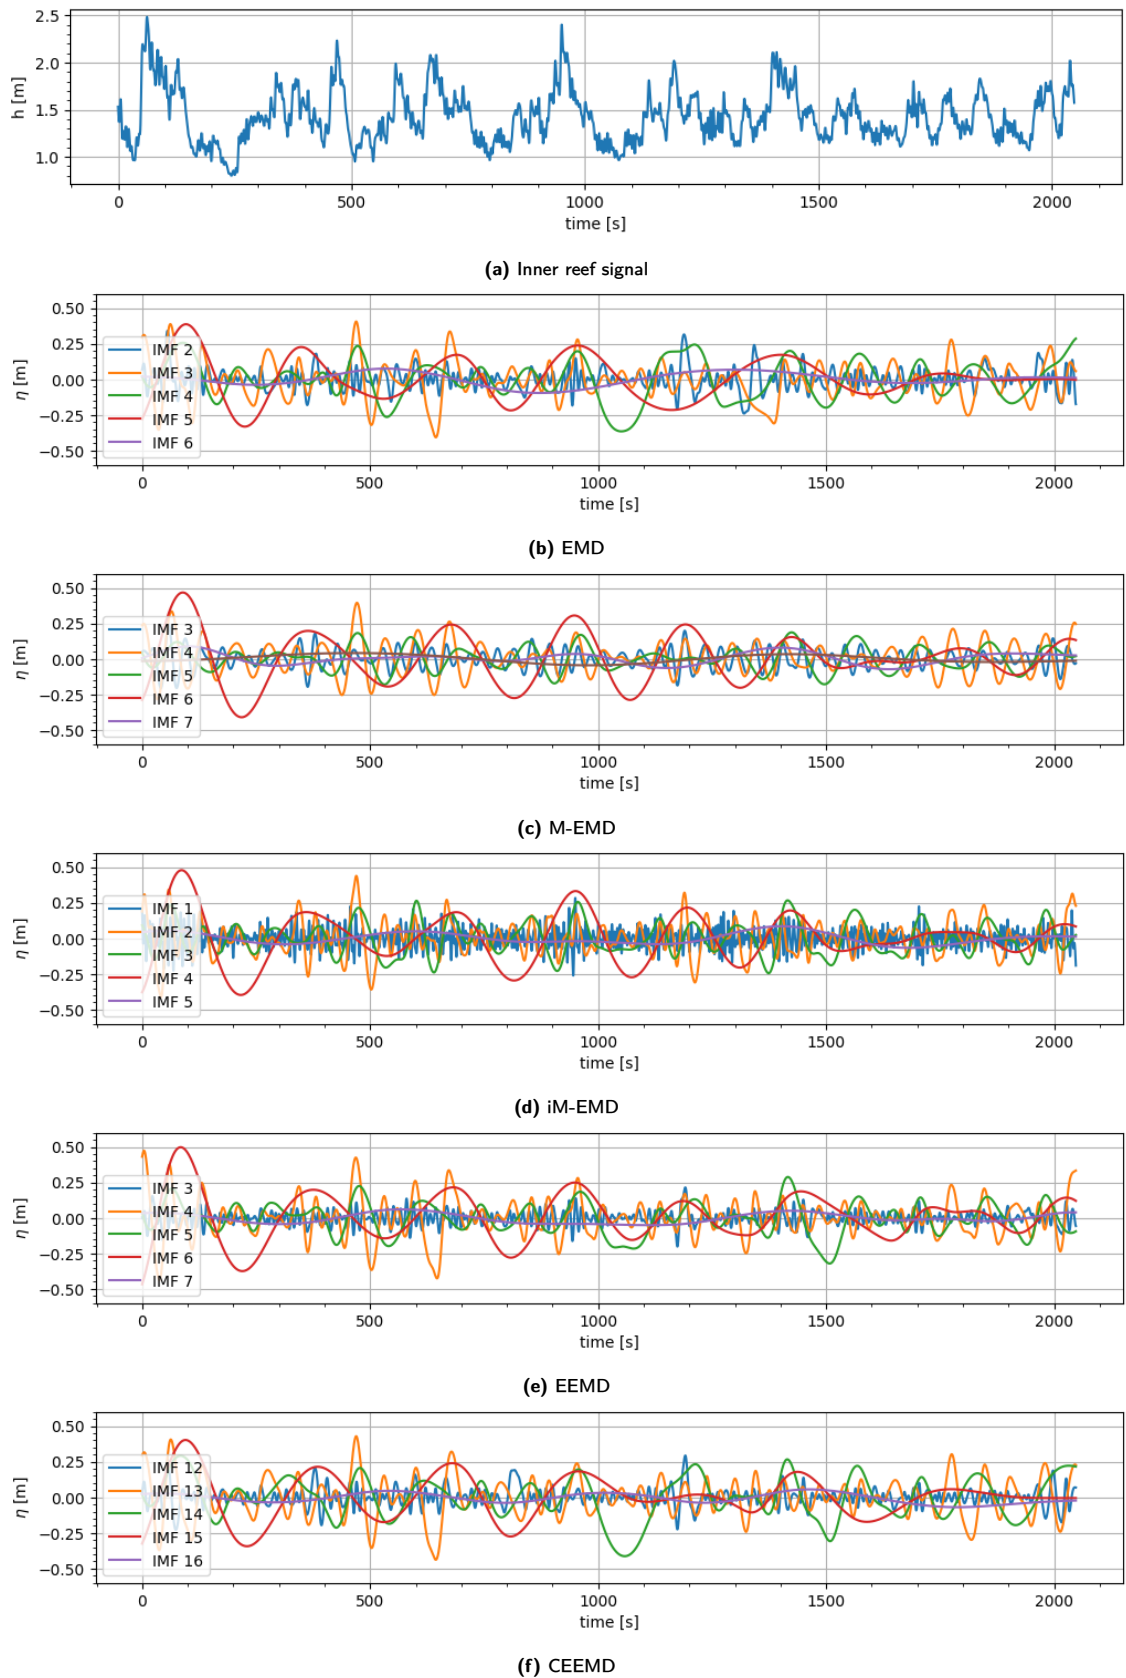 2.5
2.0
1.5
1.0
h [m]
0 500 1000 1500 2000
time [s]
(a) Inner reef signal
0.50
0.25
0.00
−0.25
−0.50
η [m]
IMF 2
IMF 3
IMF 4
IMF 5
IMF 6
0 500 1000 1500 2000
time [s]
(b) EMD
0.50
0.25
0.00
−0.25
−0.50
η [m]
IMF 3
IMF 4
IMF 5
IMF 6
IMF 7
0 500 1000 1500 2000
time [s]
(c) M-EMD
0.50
0.25
0.00
−0.25
−0.50
η [m]
IMF 1
IMF 2
IMF 3
IMF 4
IMF 5
0 500 1000 1500 2000
time [s]
(d) iM-EMD
0.50
0.25
0.00
−0.25
−0.50
η [m]
IMF 3
IMF 4
IMF 5
IMF 6
IMF 7
0 500 1000 1500 2000
time [s]
(e) EEMD
0.50
0.25
0.00
−0.25
−0.50
η [m]
IMF 12
IMF 13
IMF 14
IMF 15
IMF 16
0 500 1000 1500 2000
time [s]
(f) CEEMD